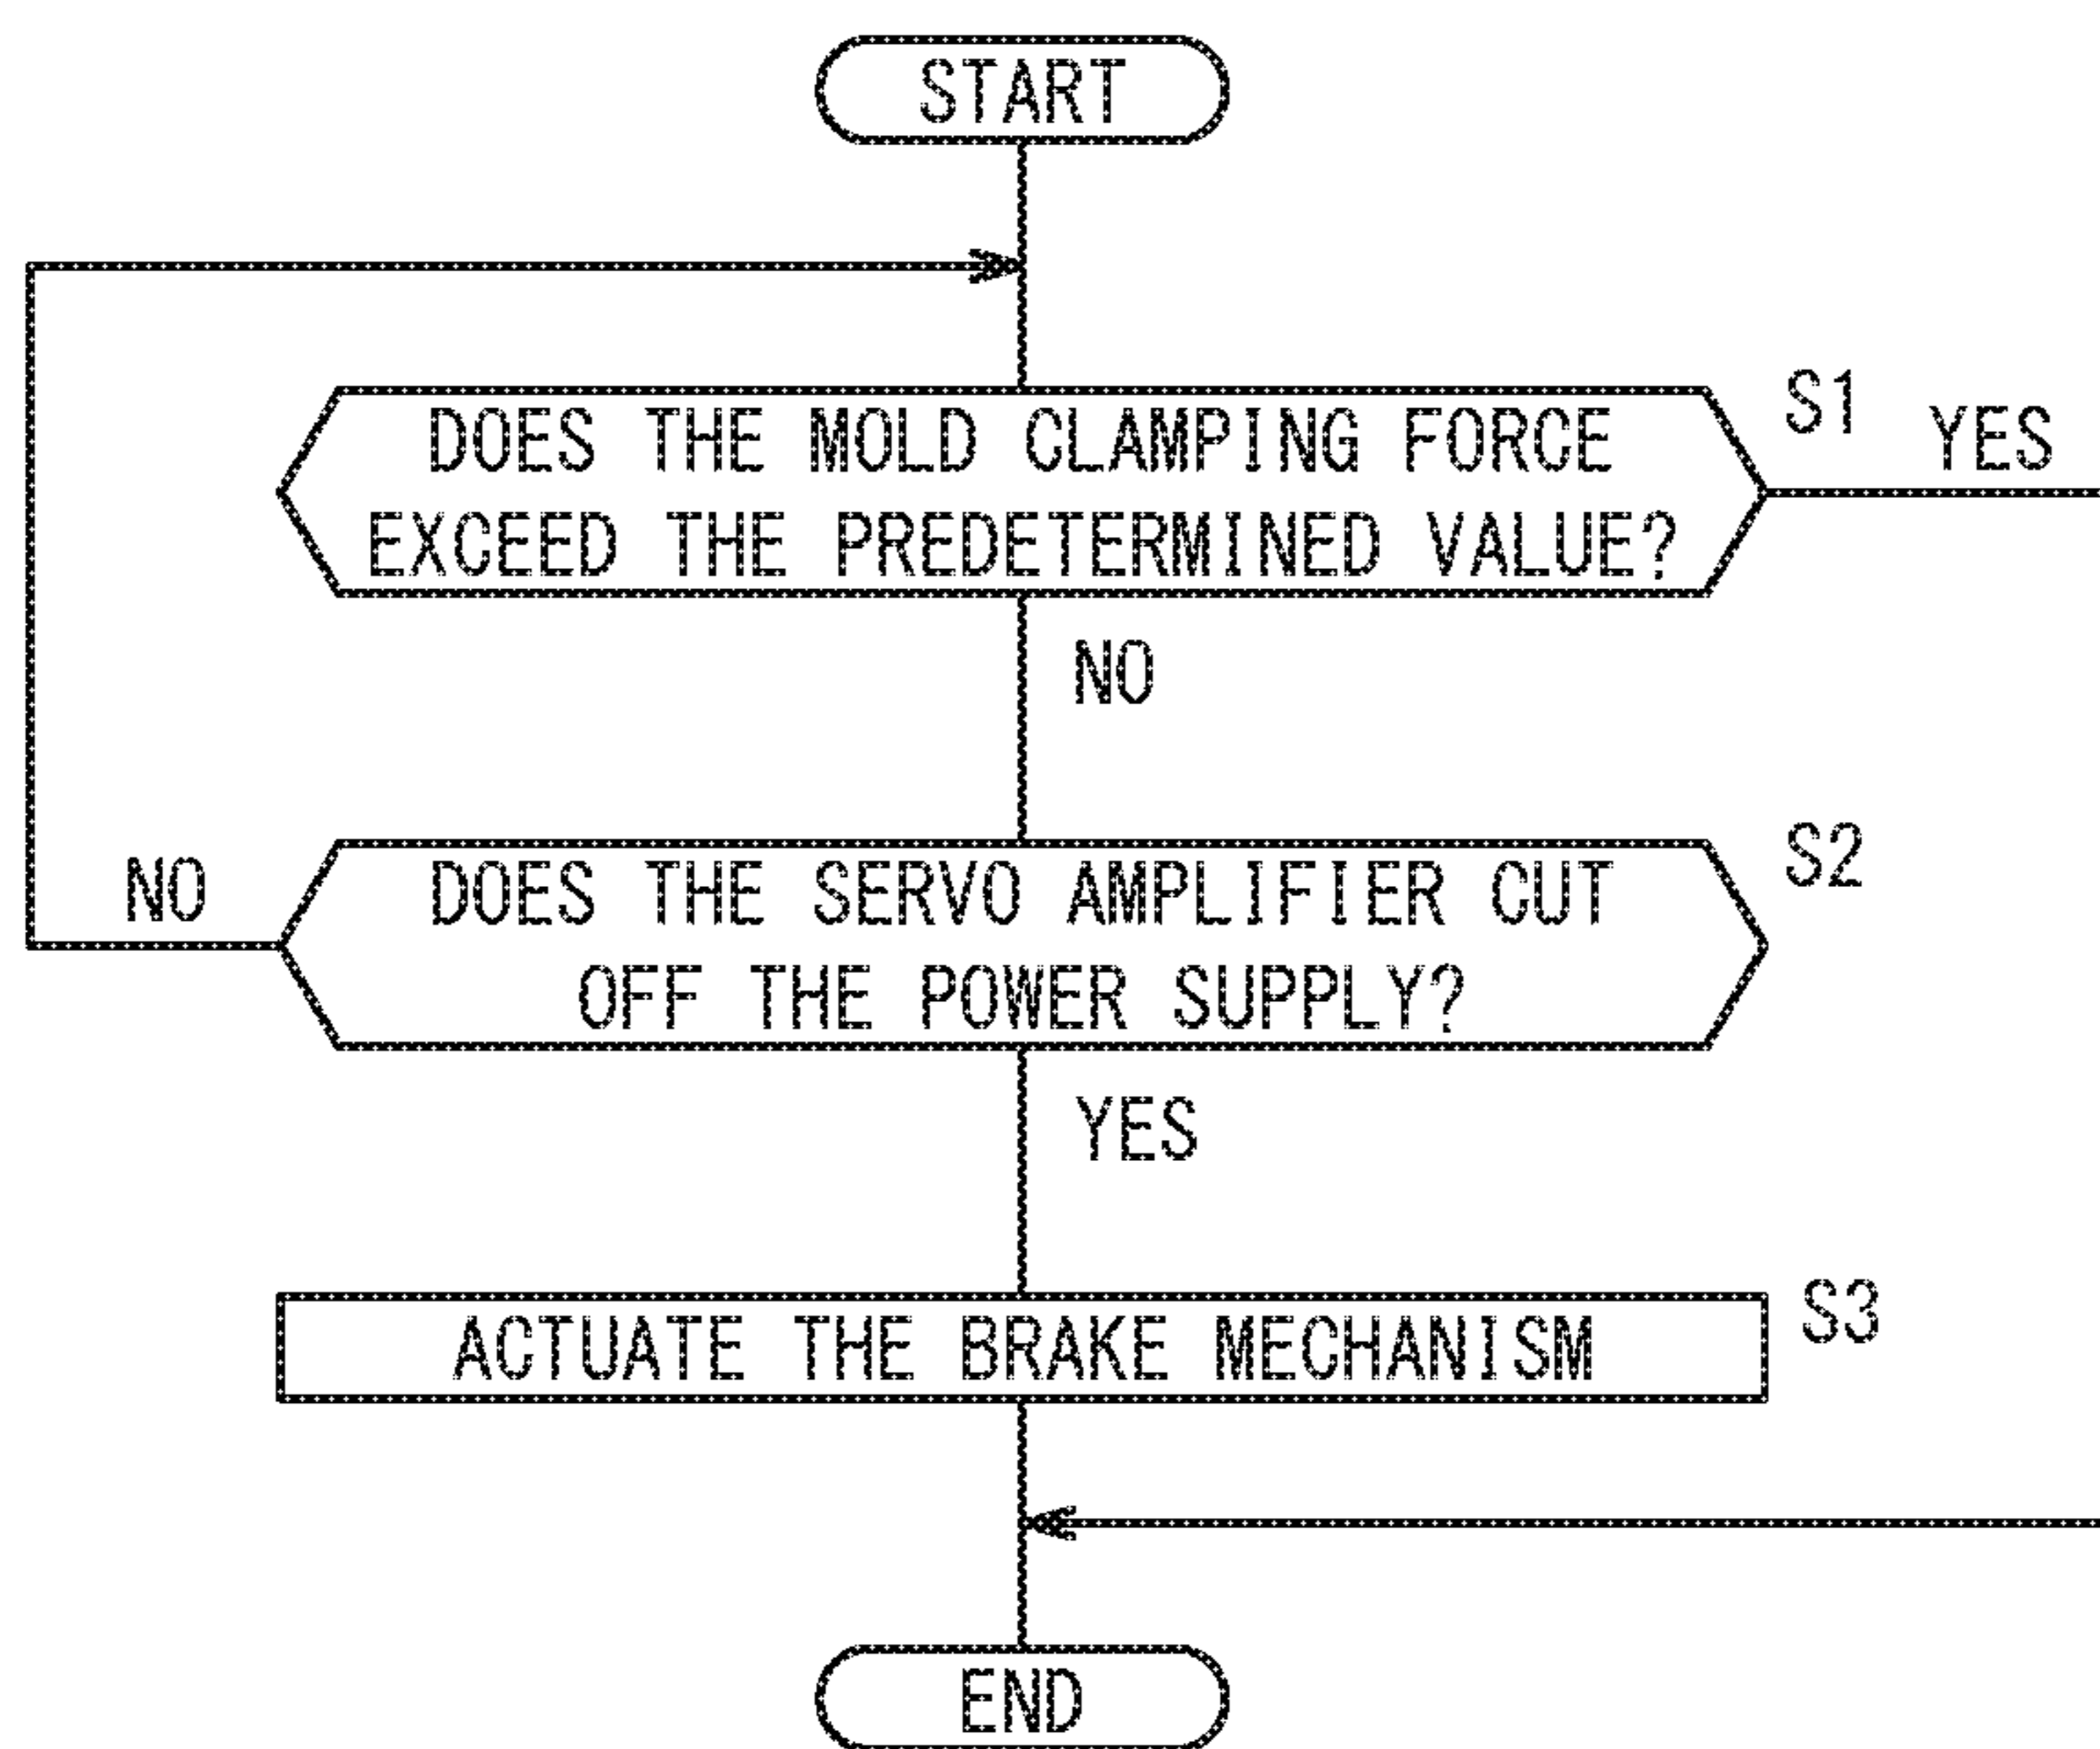 START
DOES THE MOLD CLAMPING FORCE
EXCEED THE PREDETERMINED VALUE?
S1
YES
NO
DOES THE SERVO AMPLIFIER CUT
OFF THE POWER SUPPLY?
S2
NO
YES
ACTUATE THE BRAKE MECHANISM
S3
END